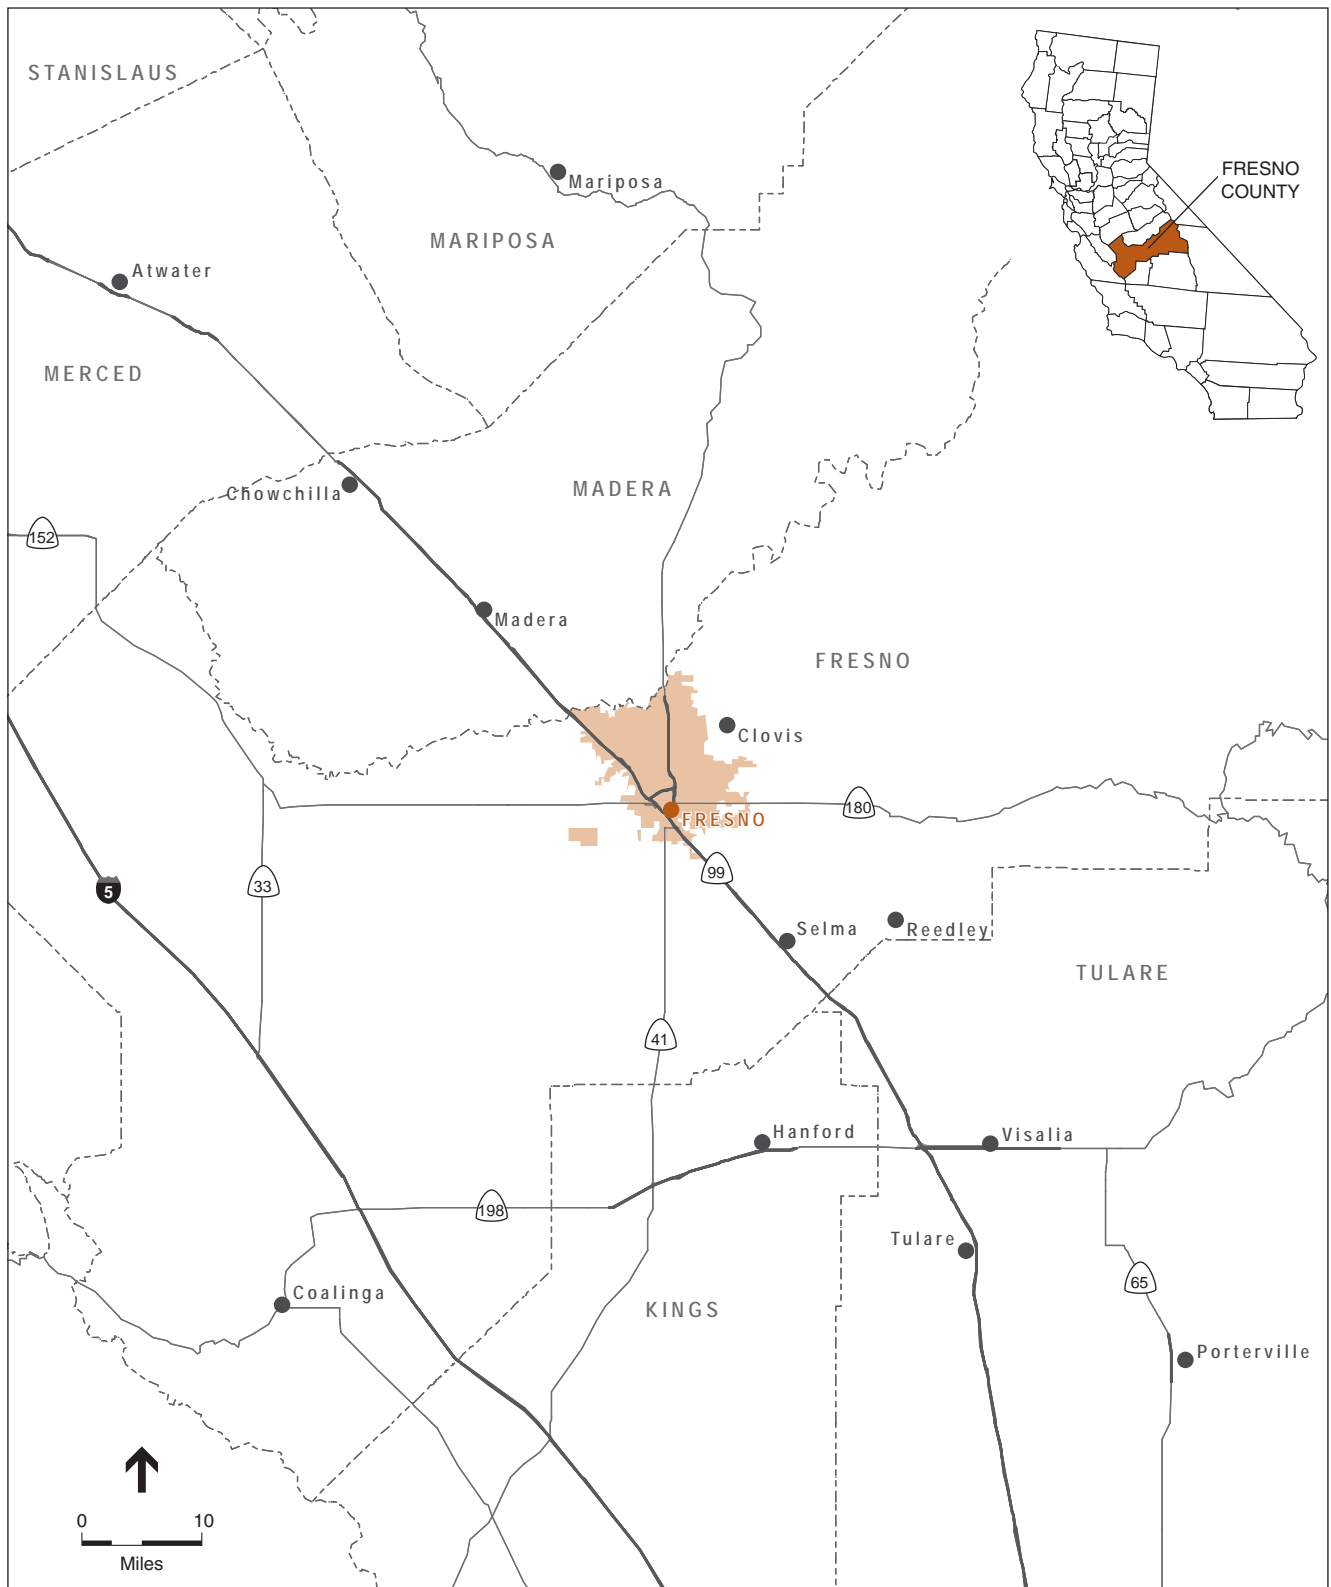 STANISLAUS
FRESNO
COUNTY
Mariposa
MARIPOSA
Atwater
MERCED
MADERA
Chowchilla
152
Madera
FRESNO
Clovis
180
FRESNO
99
33
5
Selma
Reedley
TULARE
41
Hanford
Visalia
198
Tulare
65
Coalinga
KINGS
Porterville
0 10
Miles